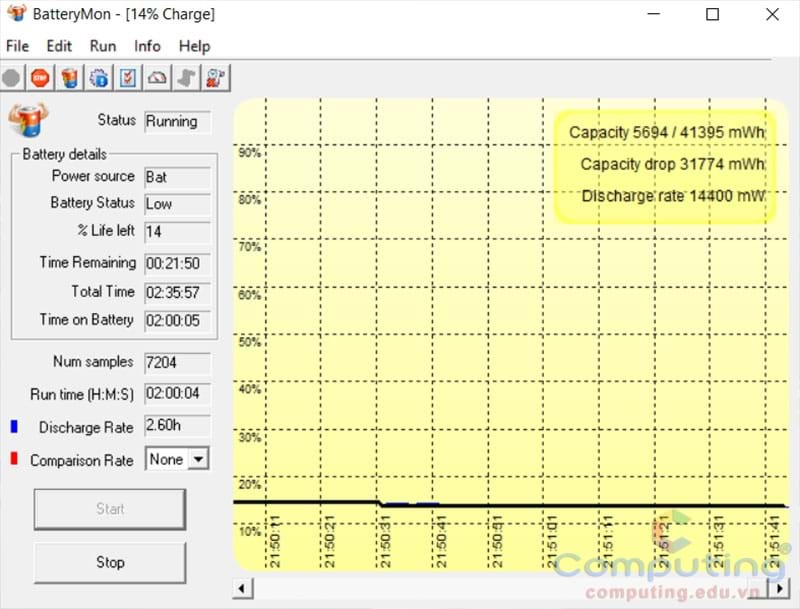 BatteryMon - [14% Charge]
File Edit Run Info Help
STOP
Status Running
Battery details
Power source Bat
Battery Status Low
% Life left 14
Time Remaining 00:21:50
Total Time 02:35:57
Time on Battery 02:00:05
Num samples 7204
Run time (H:M:S) 02:00:04
Discharge Rate 2.60h
Comparison Rate None
Start
Stop
Capacity 5694 / 41395 mWh
Capacity drop 31774 mWh
Discharge rate 14400 mW
90%
80%
70%
60%
50%
40%
30%
20%
10%
21:50:11
21:50:21
21:50:31
21:50:41
21:50:51
21:51:01
21:51:11
21:51:21
21:51:31
21:51:41
Computing®
computing.edu.vn